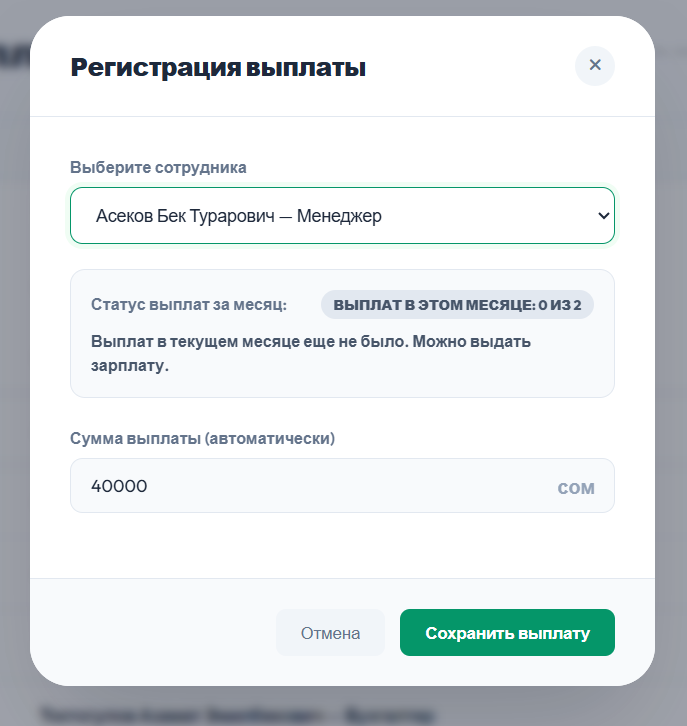 Регистрация выплаты
×
Выберите сотрудника
Асеков Бек Турарович — Менеджер
Статус выплат за месяц:
ВЫПЛАТ В ЭТОМ МЕСЯЦЕ: 0 ИЗ 2
Выплат в текущем месяце еще не было. Можно выдать
зарплату.
Сумма выплаты (автоматически)
40000
СОМ
Отмена
Сохранить выплату